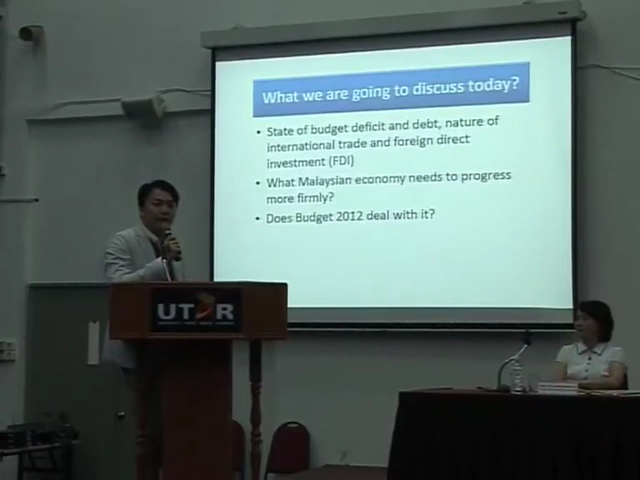 What we are going to discuss today?
• State of budget deficit and debt, nature of
international trade and foreign direct
investment (FDI)
• What Malaysian economy needs to progress
more firmly?
• Does Budget 2012 deal with it?
UTAR